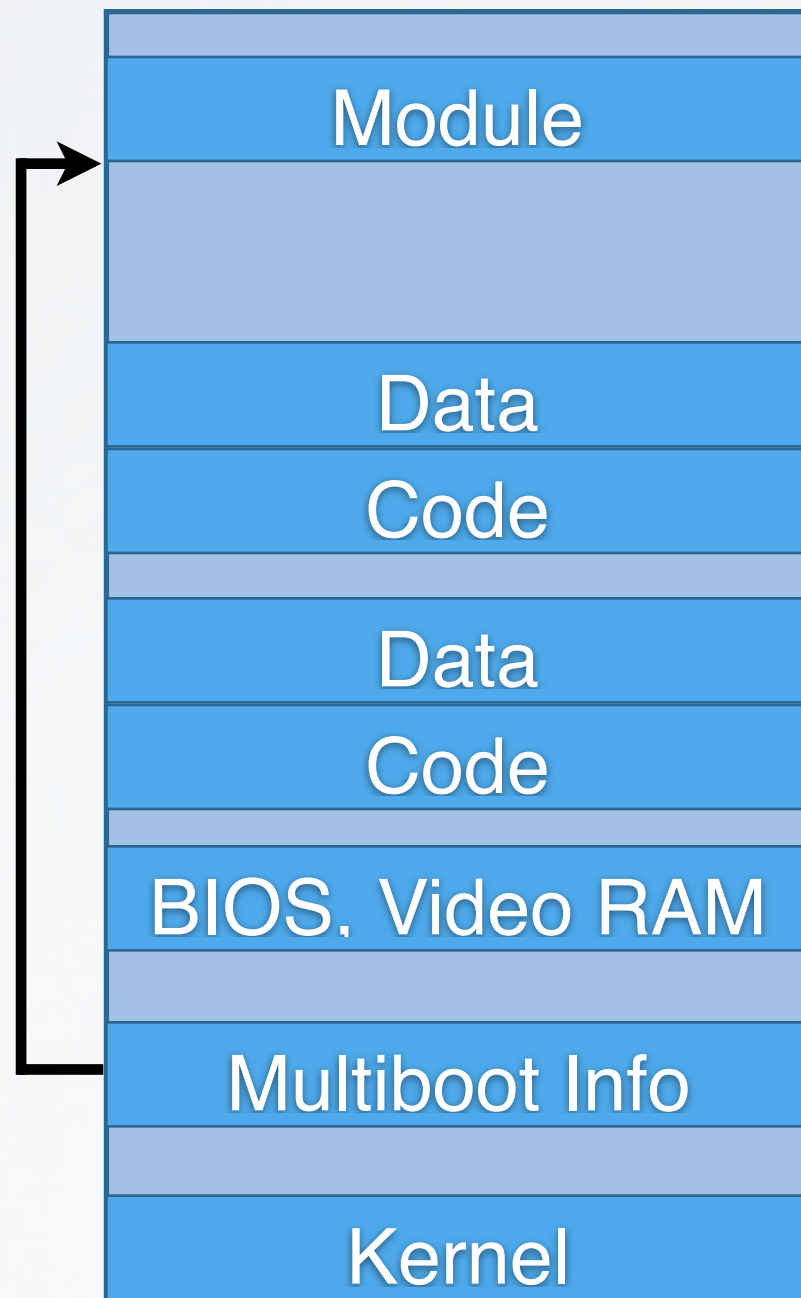 Module
Data
Code
Data
Code
BIOS, Video RAM
Multiboot Info
Kernel